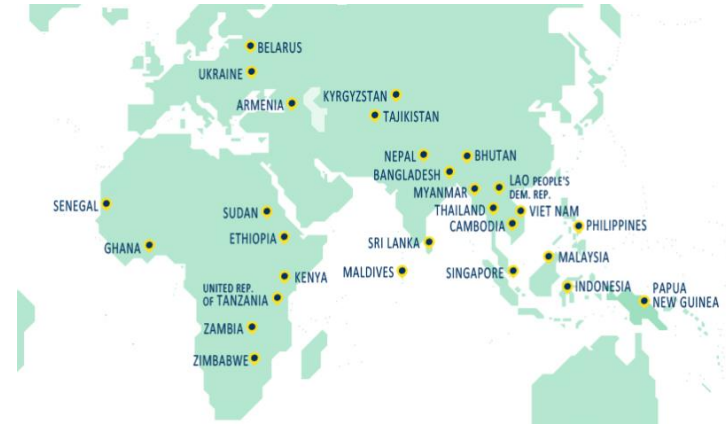 BELARUS
UKRAINE
ARMENIA
KYRGYZSTAN
TAJIKISTAN
NEPAL
BHUTAN
BANGLADESH
MYANMAR
LAO PEOPLE'S
DEM. REP.
THAILAND
VIET NAM
CAMBODIA
PHILIPPINES
SENEGAL
SUDAN
GHANA
ETHIOPIA
SRI LANKA
MALAYSIA
KENYA
MALDIVES
SINGAPORE
UNITED REP.
OF TANZANIA
INDONESIA
PAPUA
NEW GUINEA
ZAMBIA
ZIMBABWE